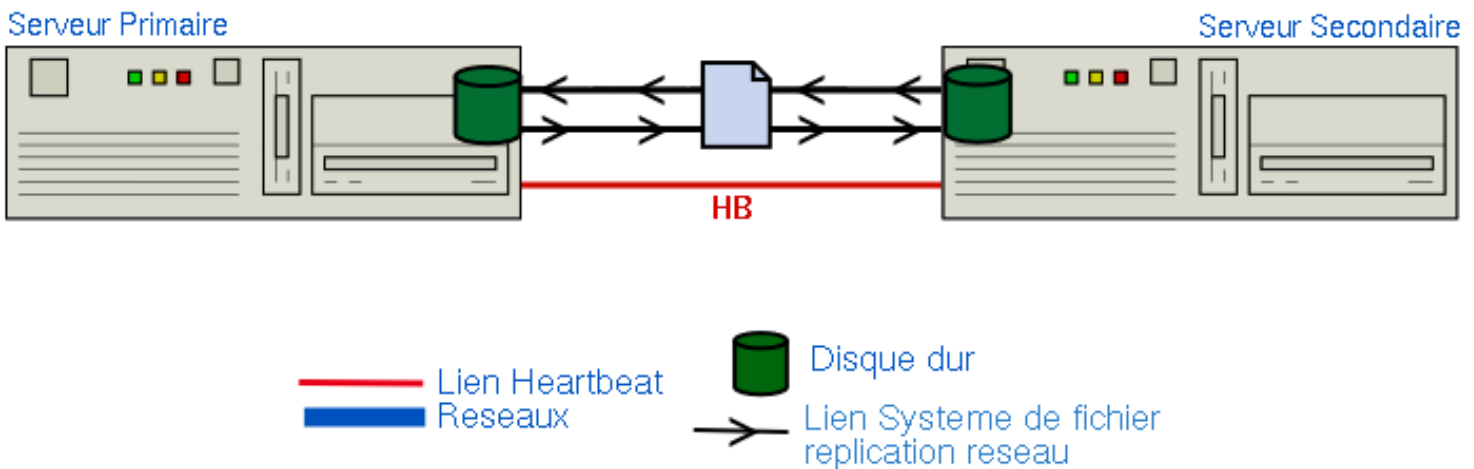 Serveur Primaire
Serveur Secondaire
HB
Lien Heartbeat
Reseaux
Disque dur
Lien Systeme de fichier
replication reseau